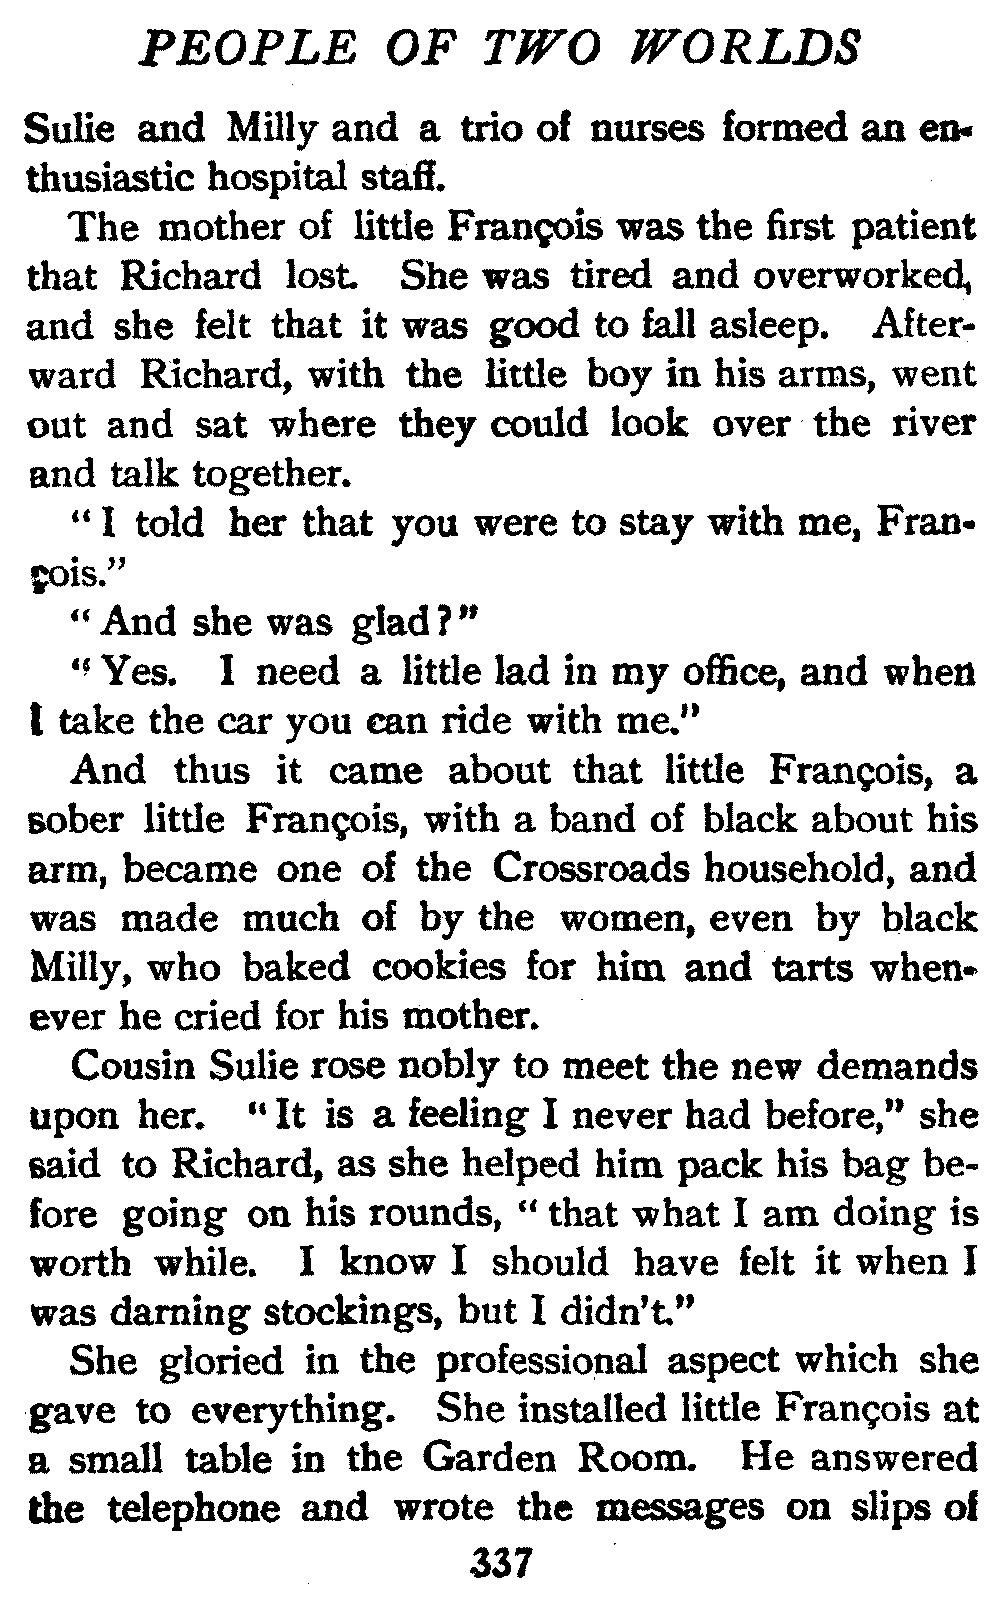 PEOPLE OF TWO WORLDS
Sulie and Milly and a trio of nurses formed an en-
thusiastic hospital staff.
The mother of little François was the first patient
that Richard lost. She was tired and overworked,
and she felt that it was good to fall asleep. After-
ward Richard, with the little boy in his arms, went
out and sat where they could look over the river
and talk together.
"I told her that you were to stay with me, Fran-
çois."
"And she was glad?"
"Yes. I need a little lad in my office, and when
I take the car you can ride with me."
And thus it came about that little François, a
sober little François, with a band of black about his
arm, became one of the Crossroads household, and
was made much of by the women, even by black
Milly, who baked cookies for him and tarts when-
ever he cried for his mother.
Cousin Sulie rose nobly to meet the new demands
upon her. "It is a feeling I never had before," she
said to Richard, as she helped him pack his bag be-
fore going on his rounds, "that what I am doing is
worth while. I know I should have felt it when I
was darning stockings, but I didn't."
She gloried in the professional aspect which she
gave to everything. She installed little François at
a small table in the Garden Room. He answered
the telephone and wrote the messages on slips of
337